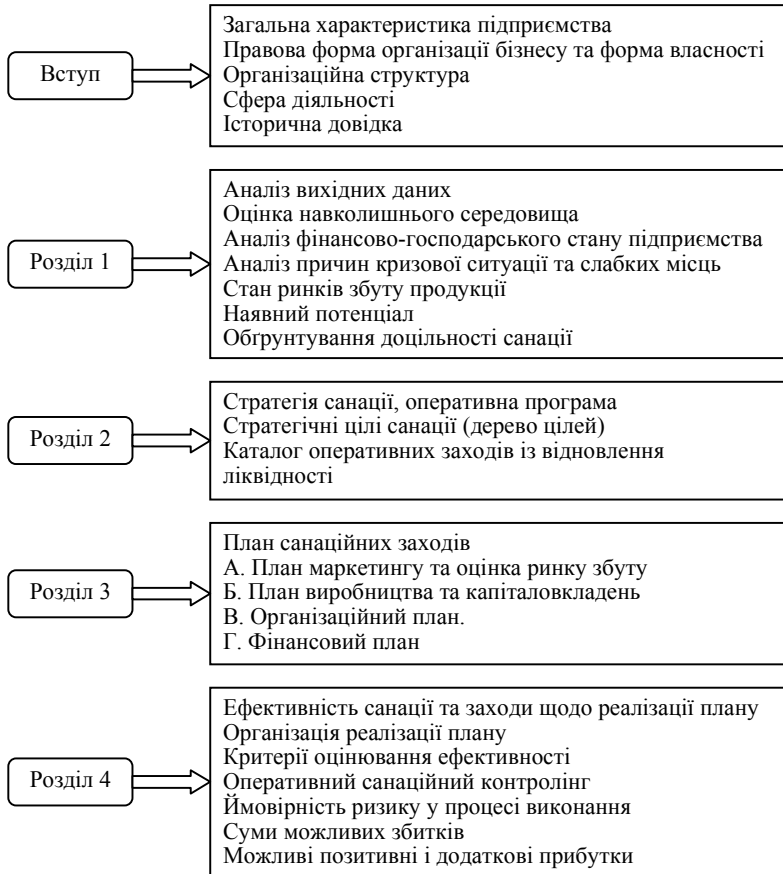 Вступ
Загальна характеристика підприємства
Правова форма організації бізнесу та форма власності
Організаційна структура
Сфера діяльності
Історична довідка
Розділ 1
Аналіз вихідних даних
Оцінка навколишнього середовища
Аналіз фінансово-господарського стану підприємства
Аналіз причин кризової ситуації та слабких місць
Стан ринків збуту продукції
Наявний потенціал
Обґрунтування доцільності санації
Розділ 2
Стратегія санації, оперативна програма
Стратегічні цілі санації (дерево цілей)
Каталог оперативних заходів із відновлення
ліквідності
Розділ 3
План санаційних заходів
А. План маркетингу та оцінка ринку збуту
Б. План виробництва та капіталовкладень
В. Організаційний план.
Г. Фінансовий план
Розділ 4
Ефективність санації та заходи щодо реалізації плану
Організація реалізації плану
Критерії оцінювання ефективності
Оперативний санаційний контролінг
Ймовірність ризику у процесі виконання
Суми можливих збитків
Можливі позитивні і додаткові прибутки